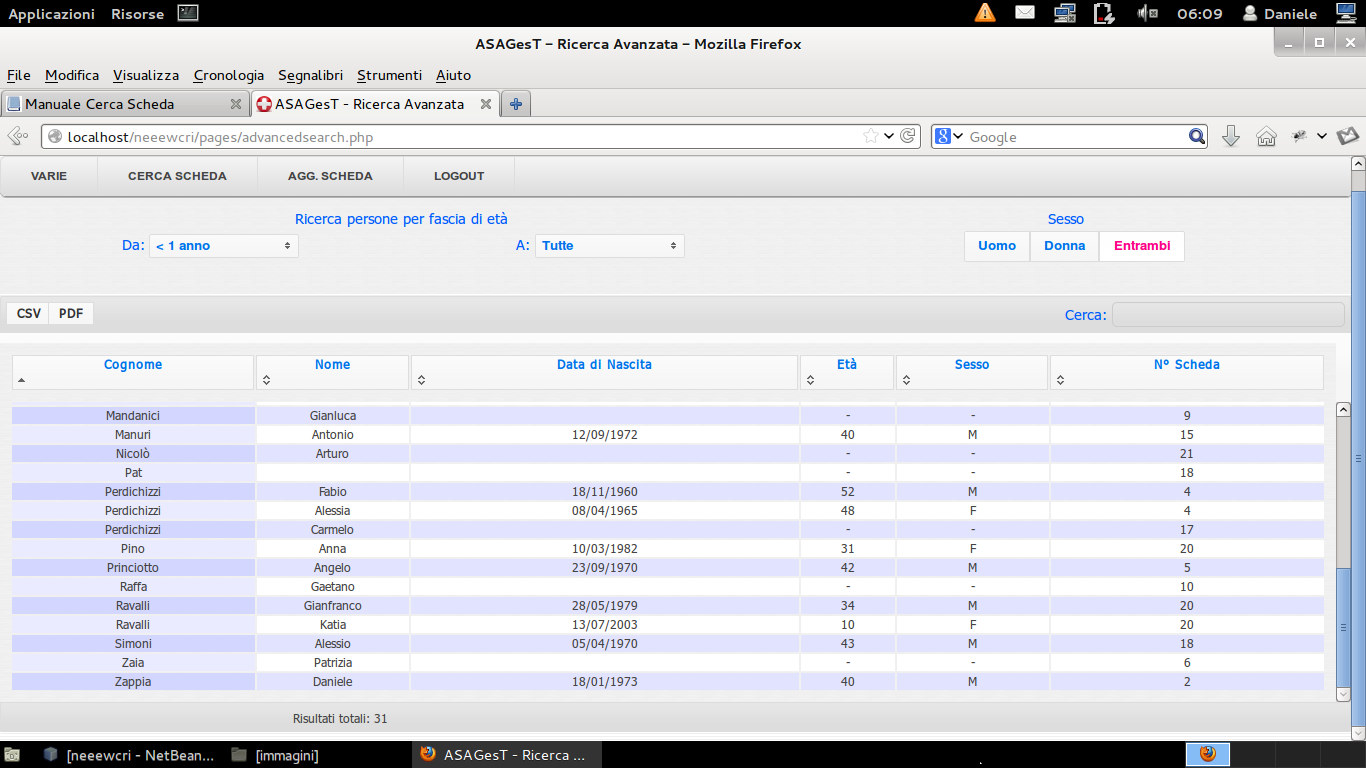 Applicazioni Risorse 06:09 Daniele
ASAGesT - Ricerca Avanzata - Mozilla Firefox
File Modifica Visualizza Cronologia Segnalibri Strumenti Aiuto
Manuale Cerca Scheda ASAGesT - Ricerca Avanzata
localhost/neeewcri/pages/advancedsearch.php 8 Google
VARIE CERCA SCHEDA AGG. SCHEDA LOGOUT
Ricerca persone per fascia di età Sesso
Da: < 1 anno A: Tutte Uomo Donna Entrambi
CSV PDF Cerca:
Cognome Nome Data di Nascita Età Sesso N° Scheda
Mandanici Gianluca - - 9
Manuri Antonio 12/09/1972 40 M 15
Nicolò Arturo - - 21
Pat - - 18
Perdichizzi Fabio 18/11/1960 52 M 4
Perdichizzi Alessia 08/04/1965 48 F 4
Perdichizzi Carmelo - - 17
Pino Anna 10/03/1982 31 F 20
Princiotto Angelo 23/09/1970 42 M 5
Raffa Gaetano - - 10
Ravalli Gianfranco 28/05/1979 34 M 20
Ravalli Katia 13/07/2003 10 F 20
Simoni Alessio 05/04/1970 43 M 18
Zaia Patrizia - - 6
Zappia Daniele 18/01/1973 40 M 2
Risultati totali: 31
[neeewcri - NetBean... [immagini] ASAGesT - Ricerca ...